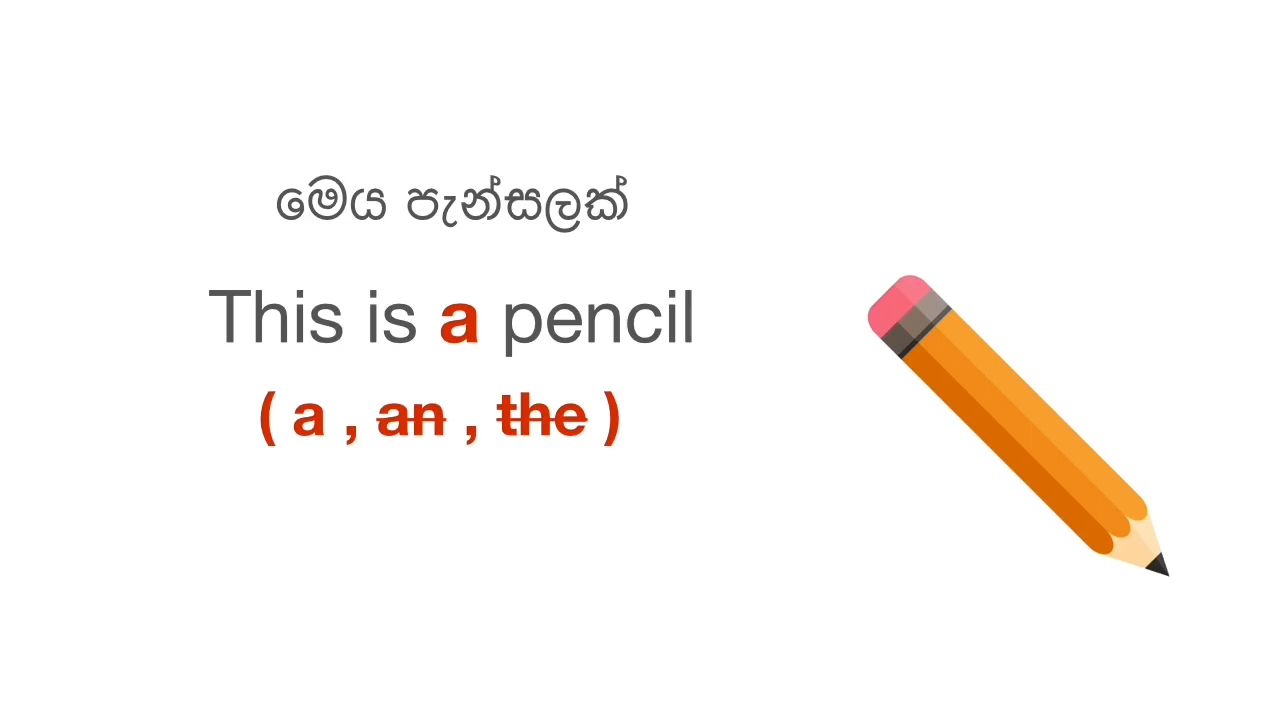 මෙය පැන්සලක්
This is a pencil
( a , an , the )